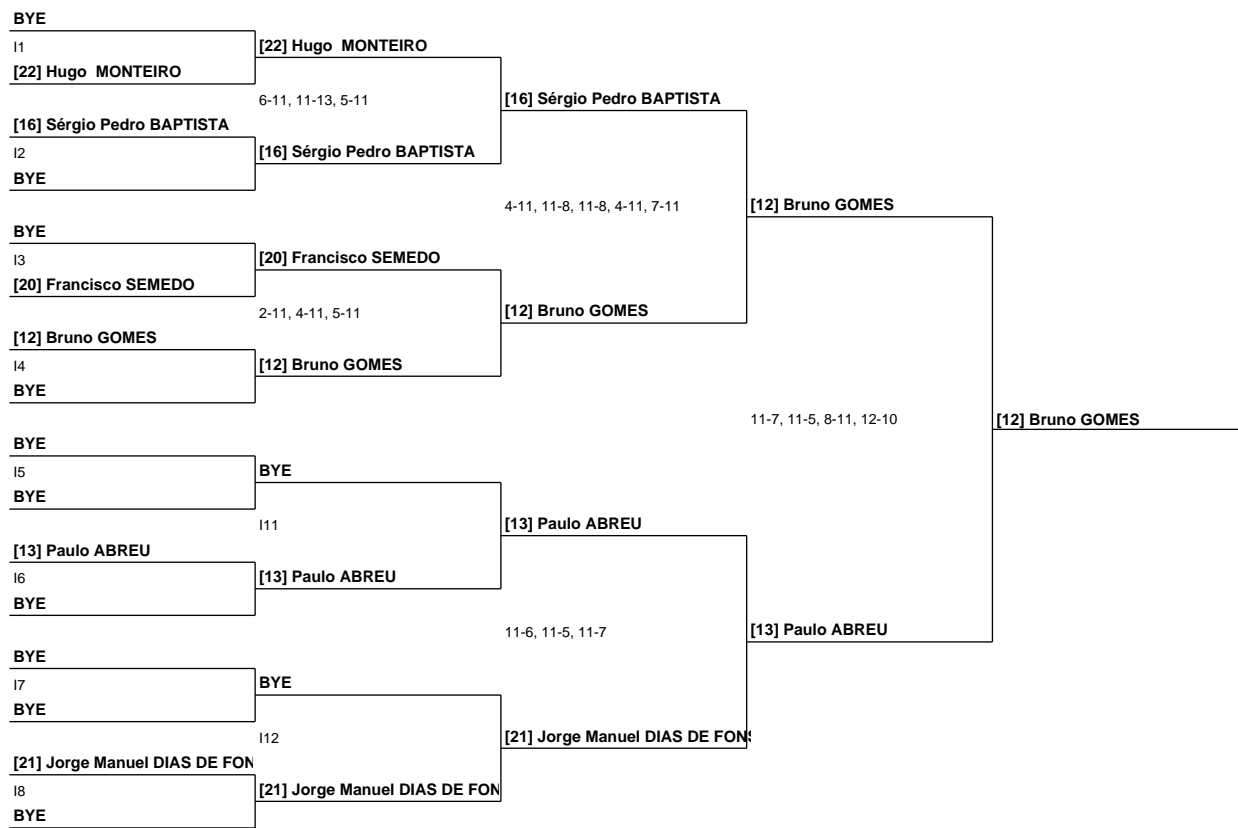 BYE
I1
[22] Hugo MONTEIRO
[22] Hugo MONTEIRO
6-11, 11-13, 5-11
[16] Sérgio Pedro BAPTISTA
[16] Sérgio Pedro BAPTISTA
I2
[16] Sérgio Pedro BAPTISTA
BYE
4-11, 11-8, 11-8, 4-11, 7-11
[12] Bruno GOMES
BYE
I3
[20] Francisco SEMEDO
[20] Francisco SEMEDO
2-11, 4-11, 5-11
[12] Bruno GOMES
[12] Bruno GOMES
I4
[12] Bruno GOMES
BYE
11-7, 11-5, 8-11, 12-10
[12] Bruno GOMES
BYE
I5
BYE
BYE
I11
[13] Paulo ABREU
[13] Paulo ABREU
I6
[13] Paulo ABREU
BYE
11-6, 11-5, 11-7
[13] Paulo ABREU
BYE
I7
BYE
BYE
I12
[21] Jorge Manuel DIAS DE FONS
[21] Jorge Manuel DIAS DE FON
I8
[21] Jorge Manuel DIAS DE FON
BYE